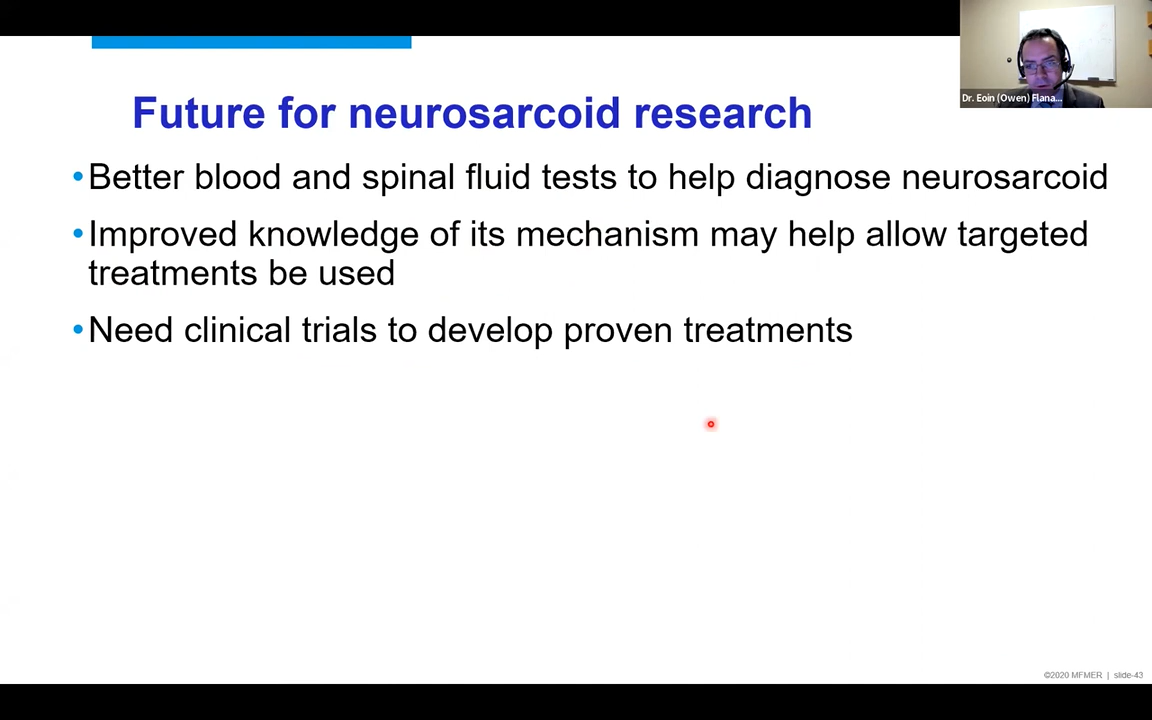 Dr. Eoin (Owen) Flana...
Future for neurosarcoid research
•Better blood and spinal fluid tests to help diagnose neurosarcoid
•Improved knowledge of its mechanism may help allow targeted
treatments be used
•Need clinical trials to develop proven treatments
©2020 MFMER | slide-43